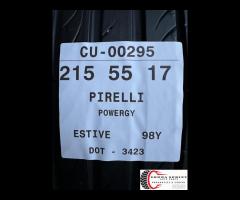 CU-00295
215 55 17
PIRELLI
POWERGY
ESTIVE 98Y
DOT - 3423